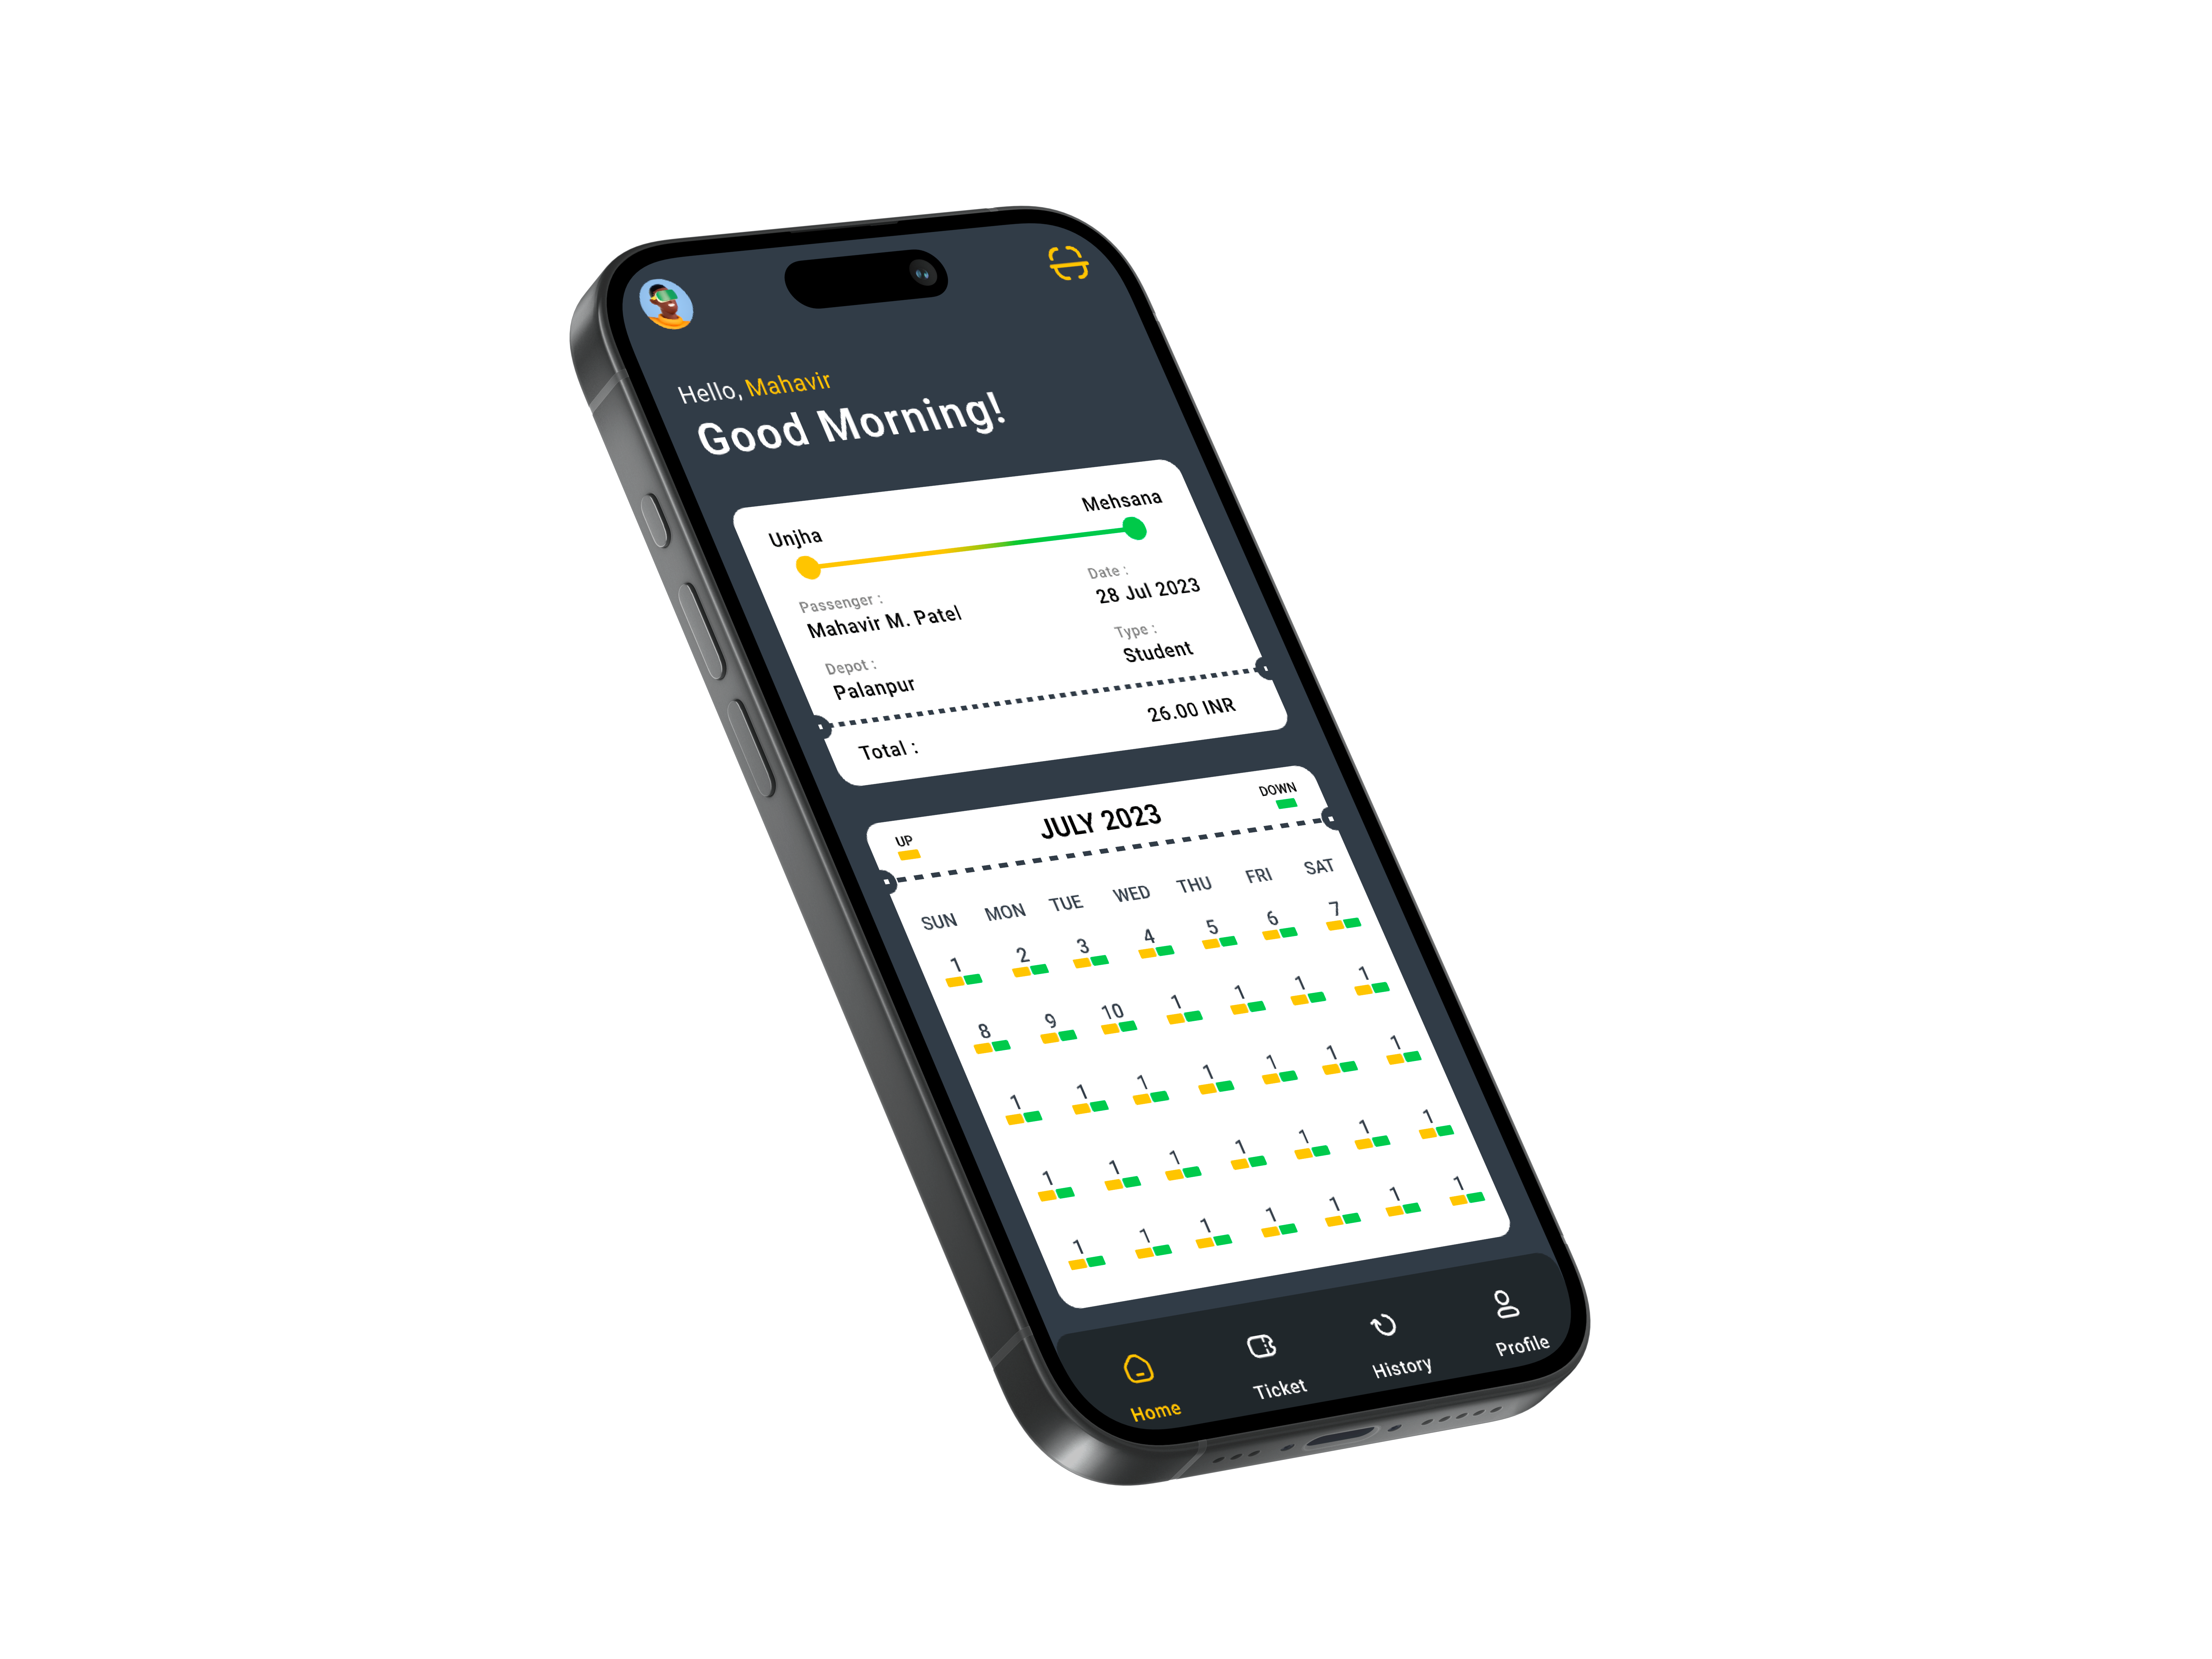 Hello, Mahavir
Good Morning!
Unjha Mehsana
Passenger : Date :
Mahavir M. Patel 28 Jul 2023
Depot : Type :
Palanpur Student
Total : 26.00 INR
UP JULY 2023 DOWN
SUN MON TUE WED THU FRI SAT
1 2 3 4 5 6 7
8 9 10 1 1 1 1
1 1 1 1 1 1 1
1 1 1 1 1 1 1
1 1 1 1 1 1 1
Home Ticket History Profile